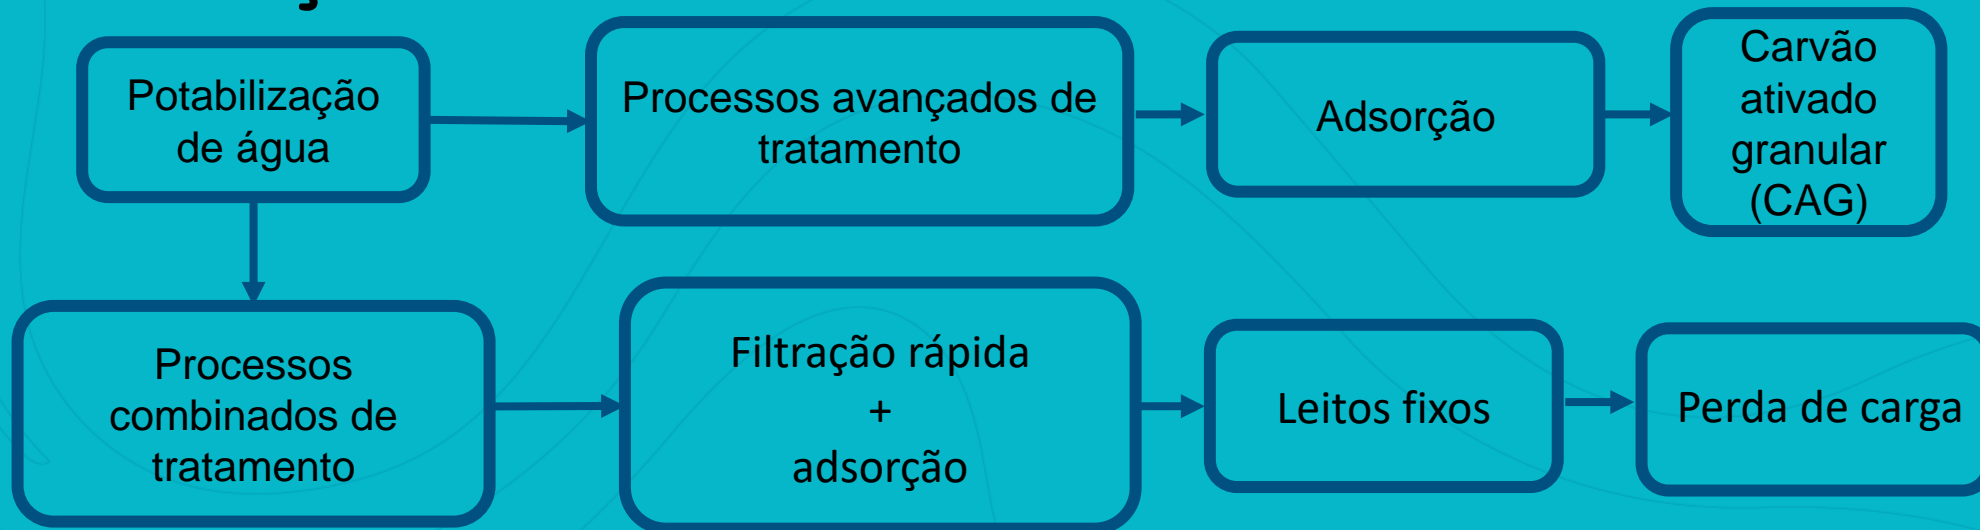 Potabilização
de água
Processos avançados de
tratamento
Adsorção
Carvão
ativado
granular
(CAG)
Processos
combinados de
tratamento
Filtração rápida
+
adsorção
Leitos fixos
Perda de carga